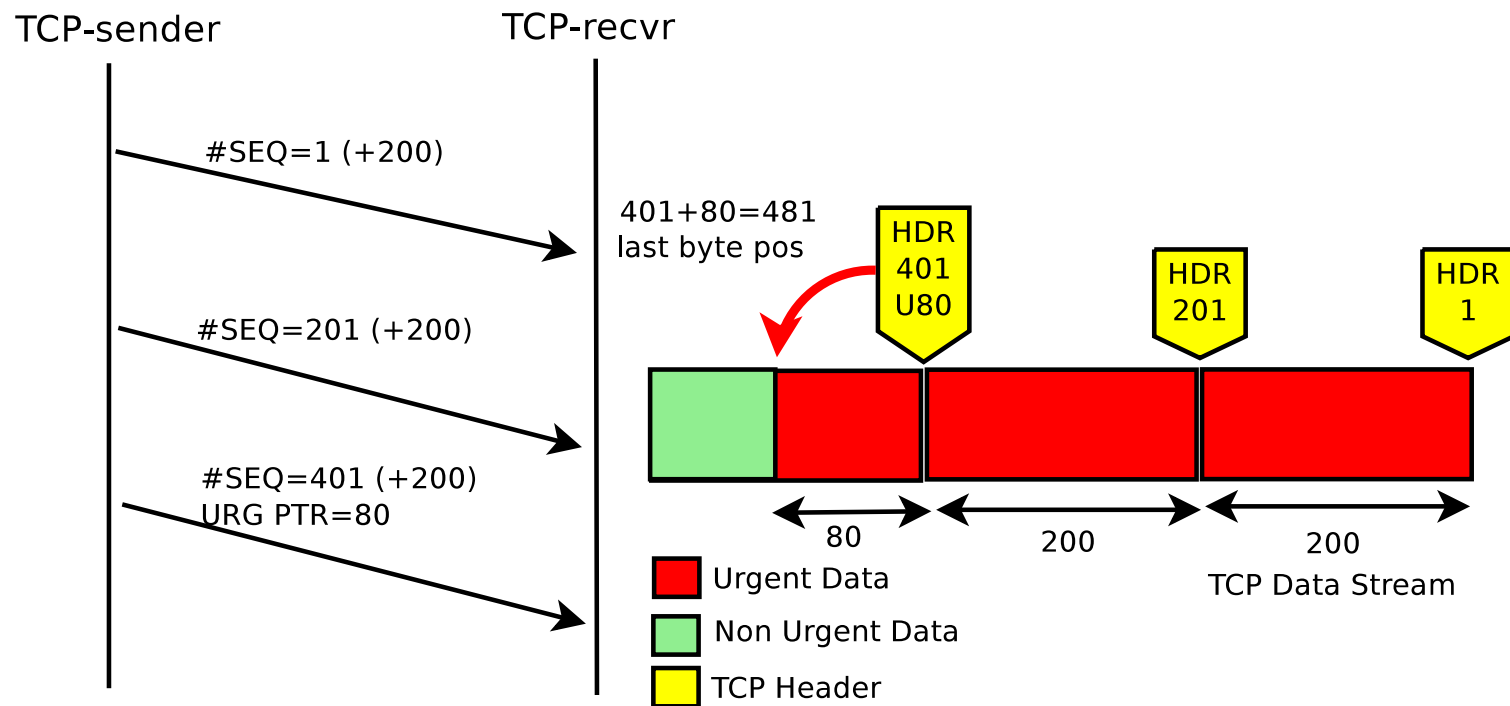 TCP-sender
TCP-recvr
#SEQ=1 (+200)
#SEQ=201 (+200)
#SEQ=401 (+200)
URG PTR=80
401+80=481
last byte pos
HDR
401
U80
HDR
201
HDR
1
80
200
200
TCP Data Stream
Urgent Data
Non Urgent Data
TCP Header